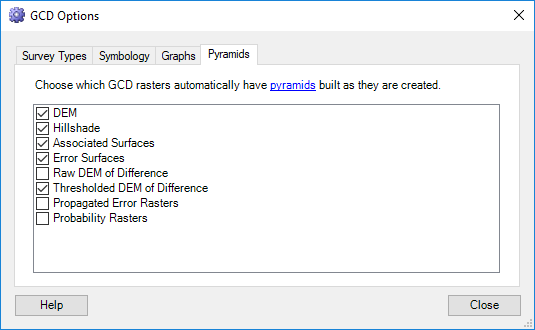 GCD Options
Survey Types Symbology Graphs Pyramids
Choose which GCD rasters automatically have pyramids built as they are created.
DEM
Hillshade
Associated Surfaces
Error Surfaces
Raw DEM of Difference
Thresholded DEM of Difference
Propagated Error Rasters
Probability Rasters
Help Close